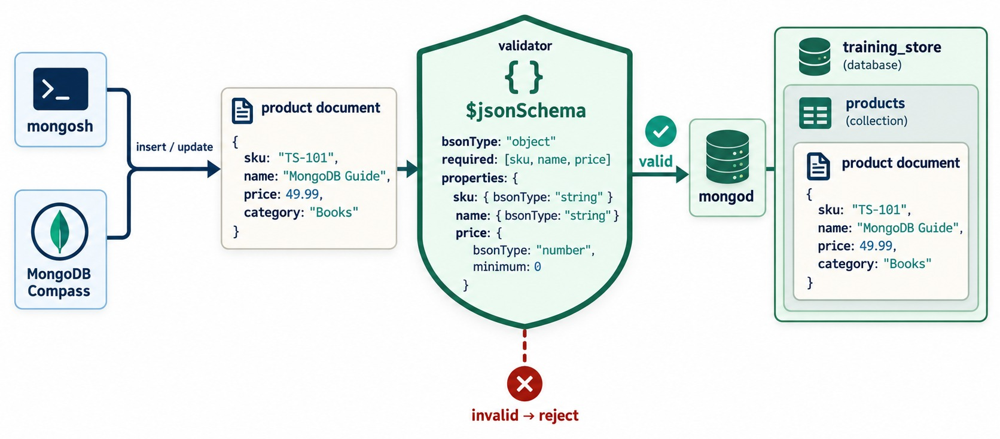 mongosh
MongoDB
Compass
insert / update
product document
{
sku: "TS-101",
name: "MongoDB Guide",
price: 49.99,
category: "Books"
}
validator
{ }
$jsonSchema
bsonType: "object"
required: [sku, name, price]
properties: {
sku: { bsonType: "string" }
name: { bsonType: "string" }
price: {
bsonType: "number",
minimum: 0
}
invalid → reject
valid
mongod
training_store
(database)
products
(collection)
product document
{
sku: "TS-101",
name: "MongoDB Guide",
price: 49.99,
category: "Books"
}